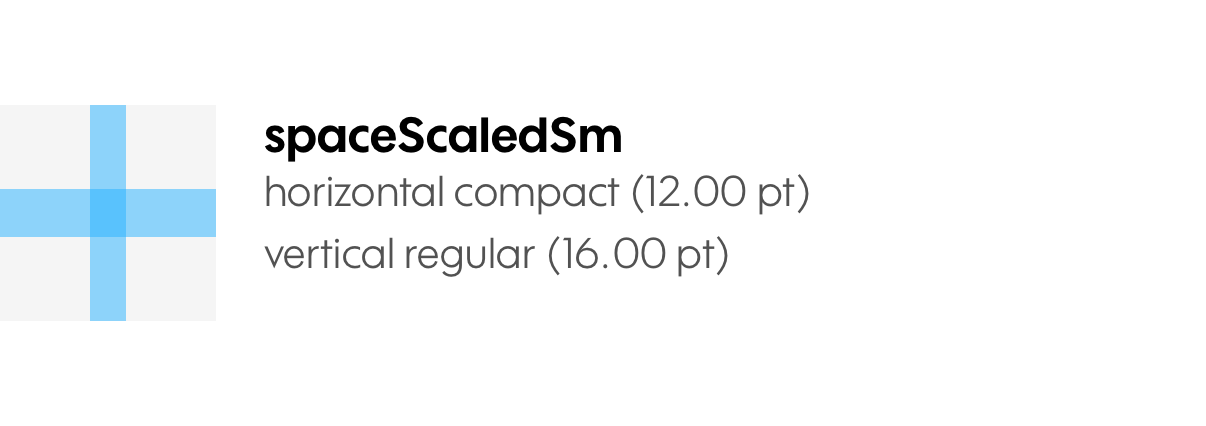 spaceScaledSm
horizontal compact (12.00 pt)
vertical regular (16.00 pt)